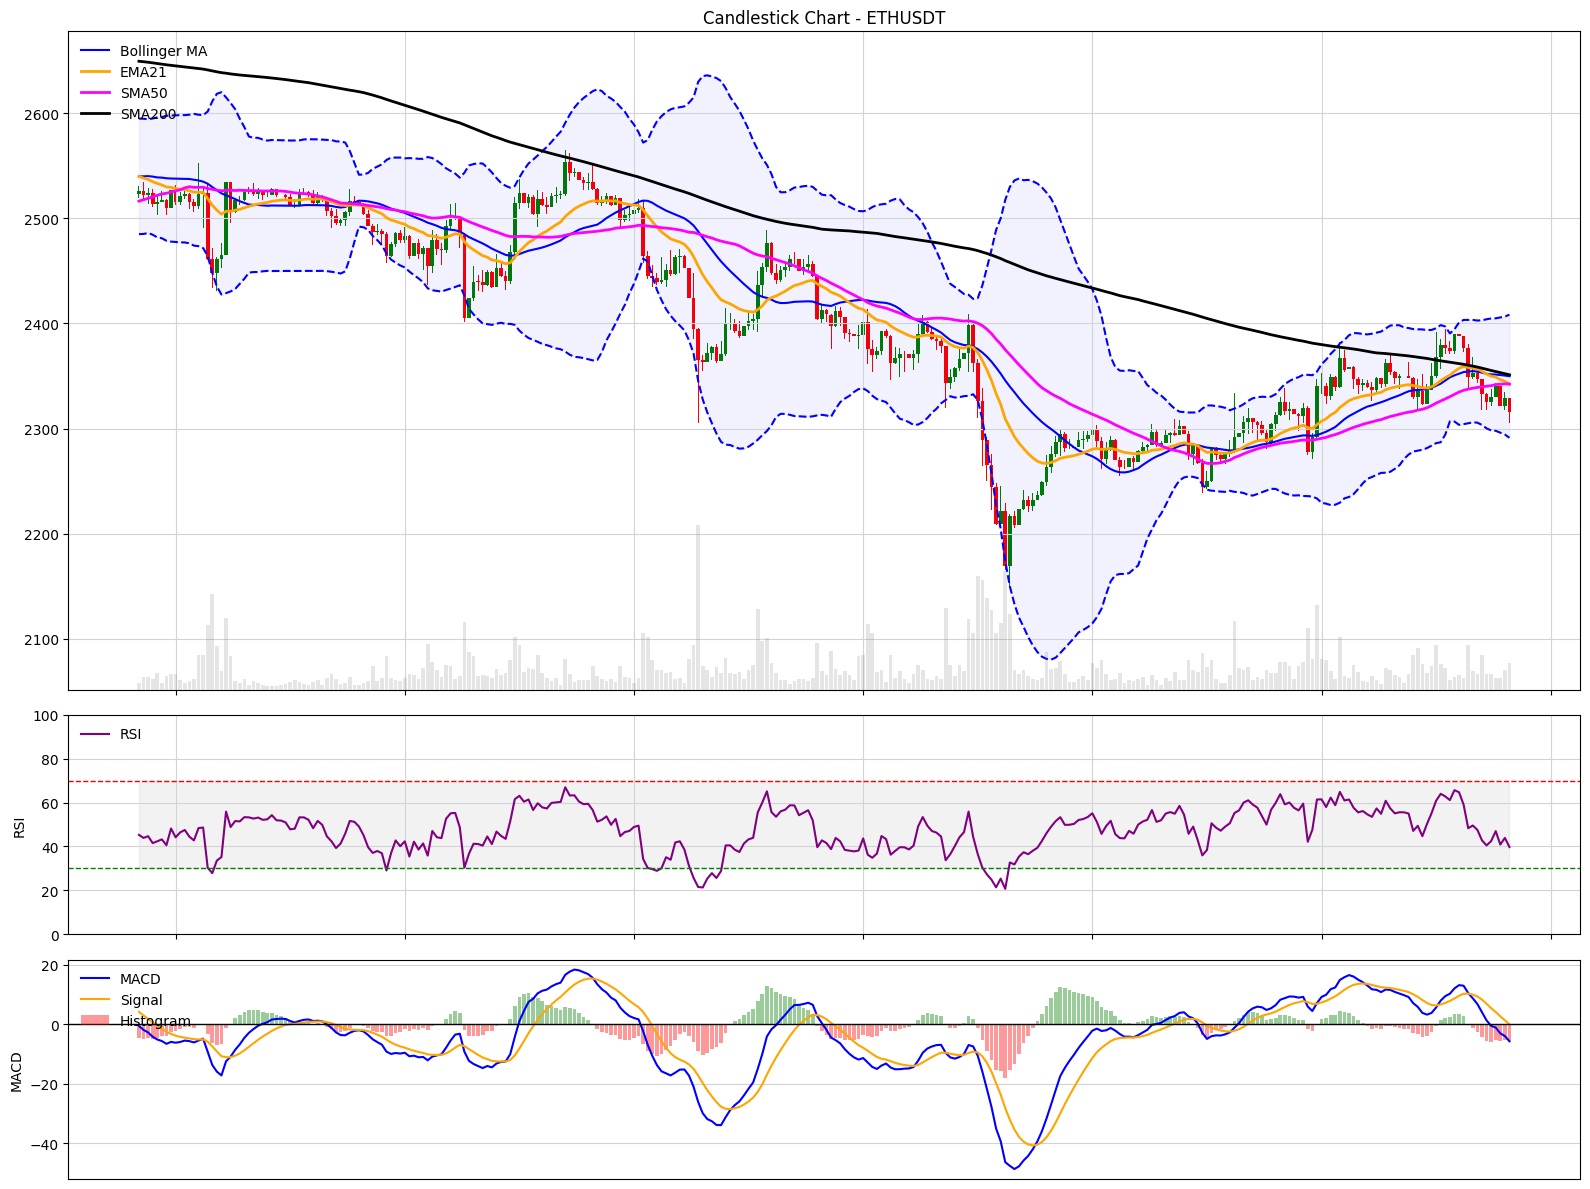 Candlestick Chart - ETHUSDT
Bollinger MA
EMA21
SMA50
SMA200
2600
2500
2400
2300
2200
2100
RSI
100
80
60
40
20
0
RSI
MACD
Signal
Histogram
20
0
−20
−40
MACD